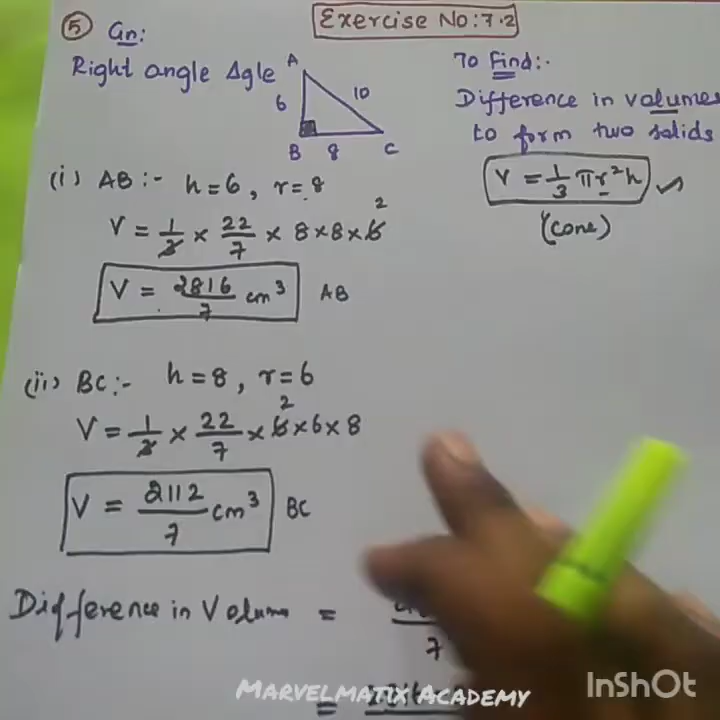 Exercise No: 7.2
⑤ Gn:
Right angle Δgle
A
6
10
B 8 C
To Find:-
Difference in volumes
to form two solids
V = 1/3 πr²h
(Cone)
(i) AB:- h=6, r=8
V = 1/3 × 22/7 × 8×8×6 2
V = 2816/7 cm³ AB
(ii) BC:- h=8, r=6
V = 1/3 × 22/7 × 6 2 ×6×8
V = 2112/7 cm³ BC
Difference in Volume =
7
=
MARVELMATIX ACADEMY
InShOt